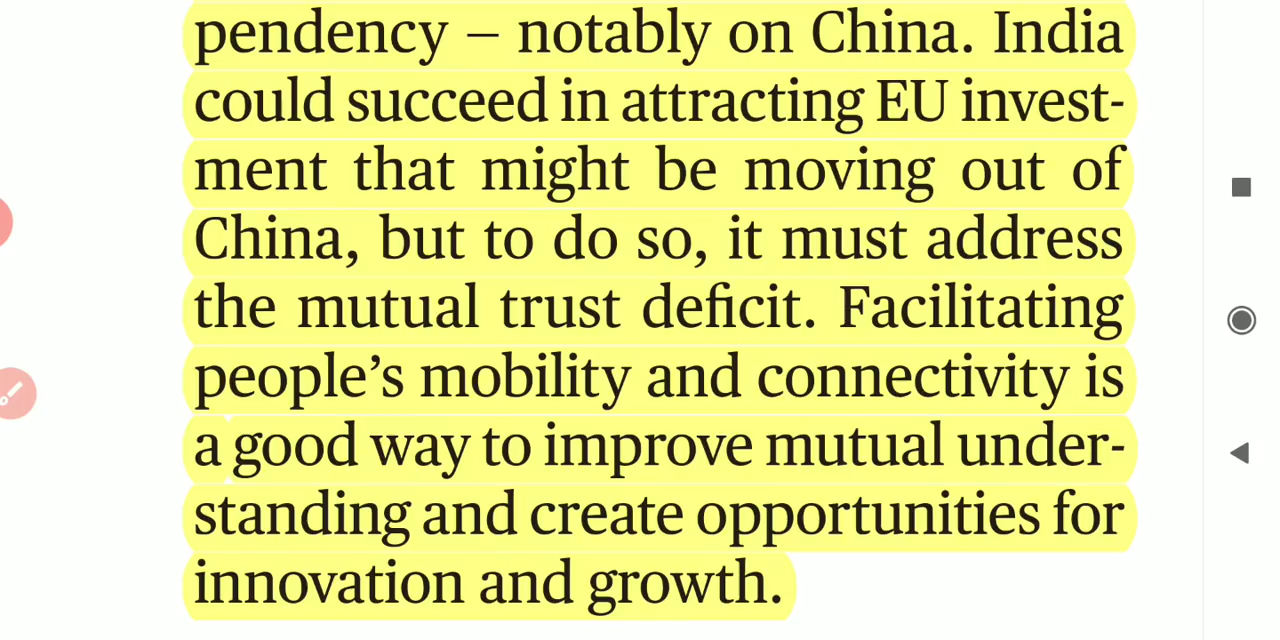 pendency – notably on China. India
could succeed in attracting EU invest-
ment that might be moving out of
China, but to do so, it must address
the mutual trust deficit. Facilitating
people’s mobility and connectivity is
a good way to improve mutual under-
standing and create opportunities for
innovation and growth.